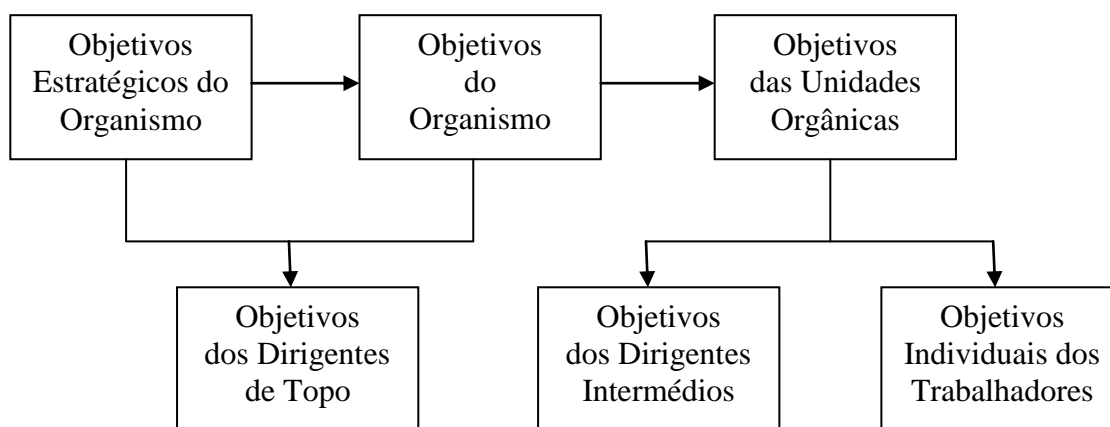 Objetivos
Estratégicos do
Organismo
Objetivos
do
Organismo
Objetivos
das Unidades
Orgânicas
Objetivos
dos Dirigentes
de Topo
Objetivos
dos Dirigentes
Intermédios
Objetivos
Individuais dos
Trabalhadores